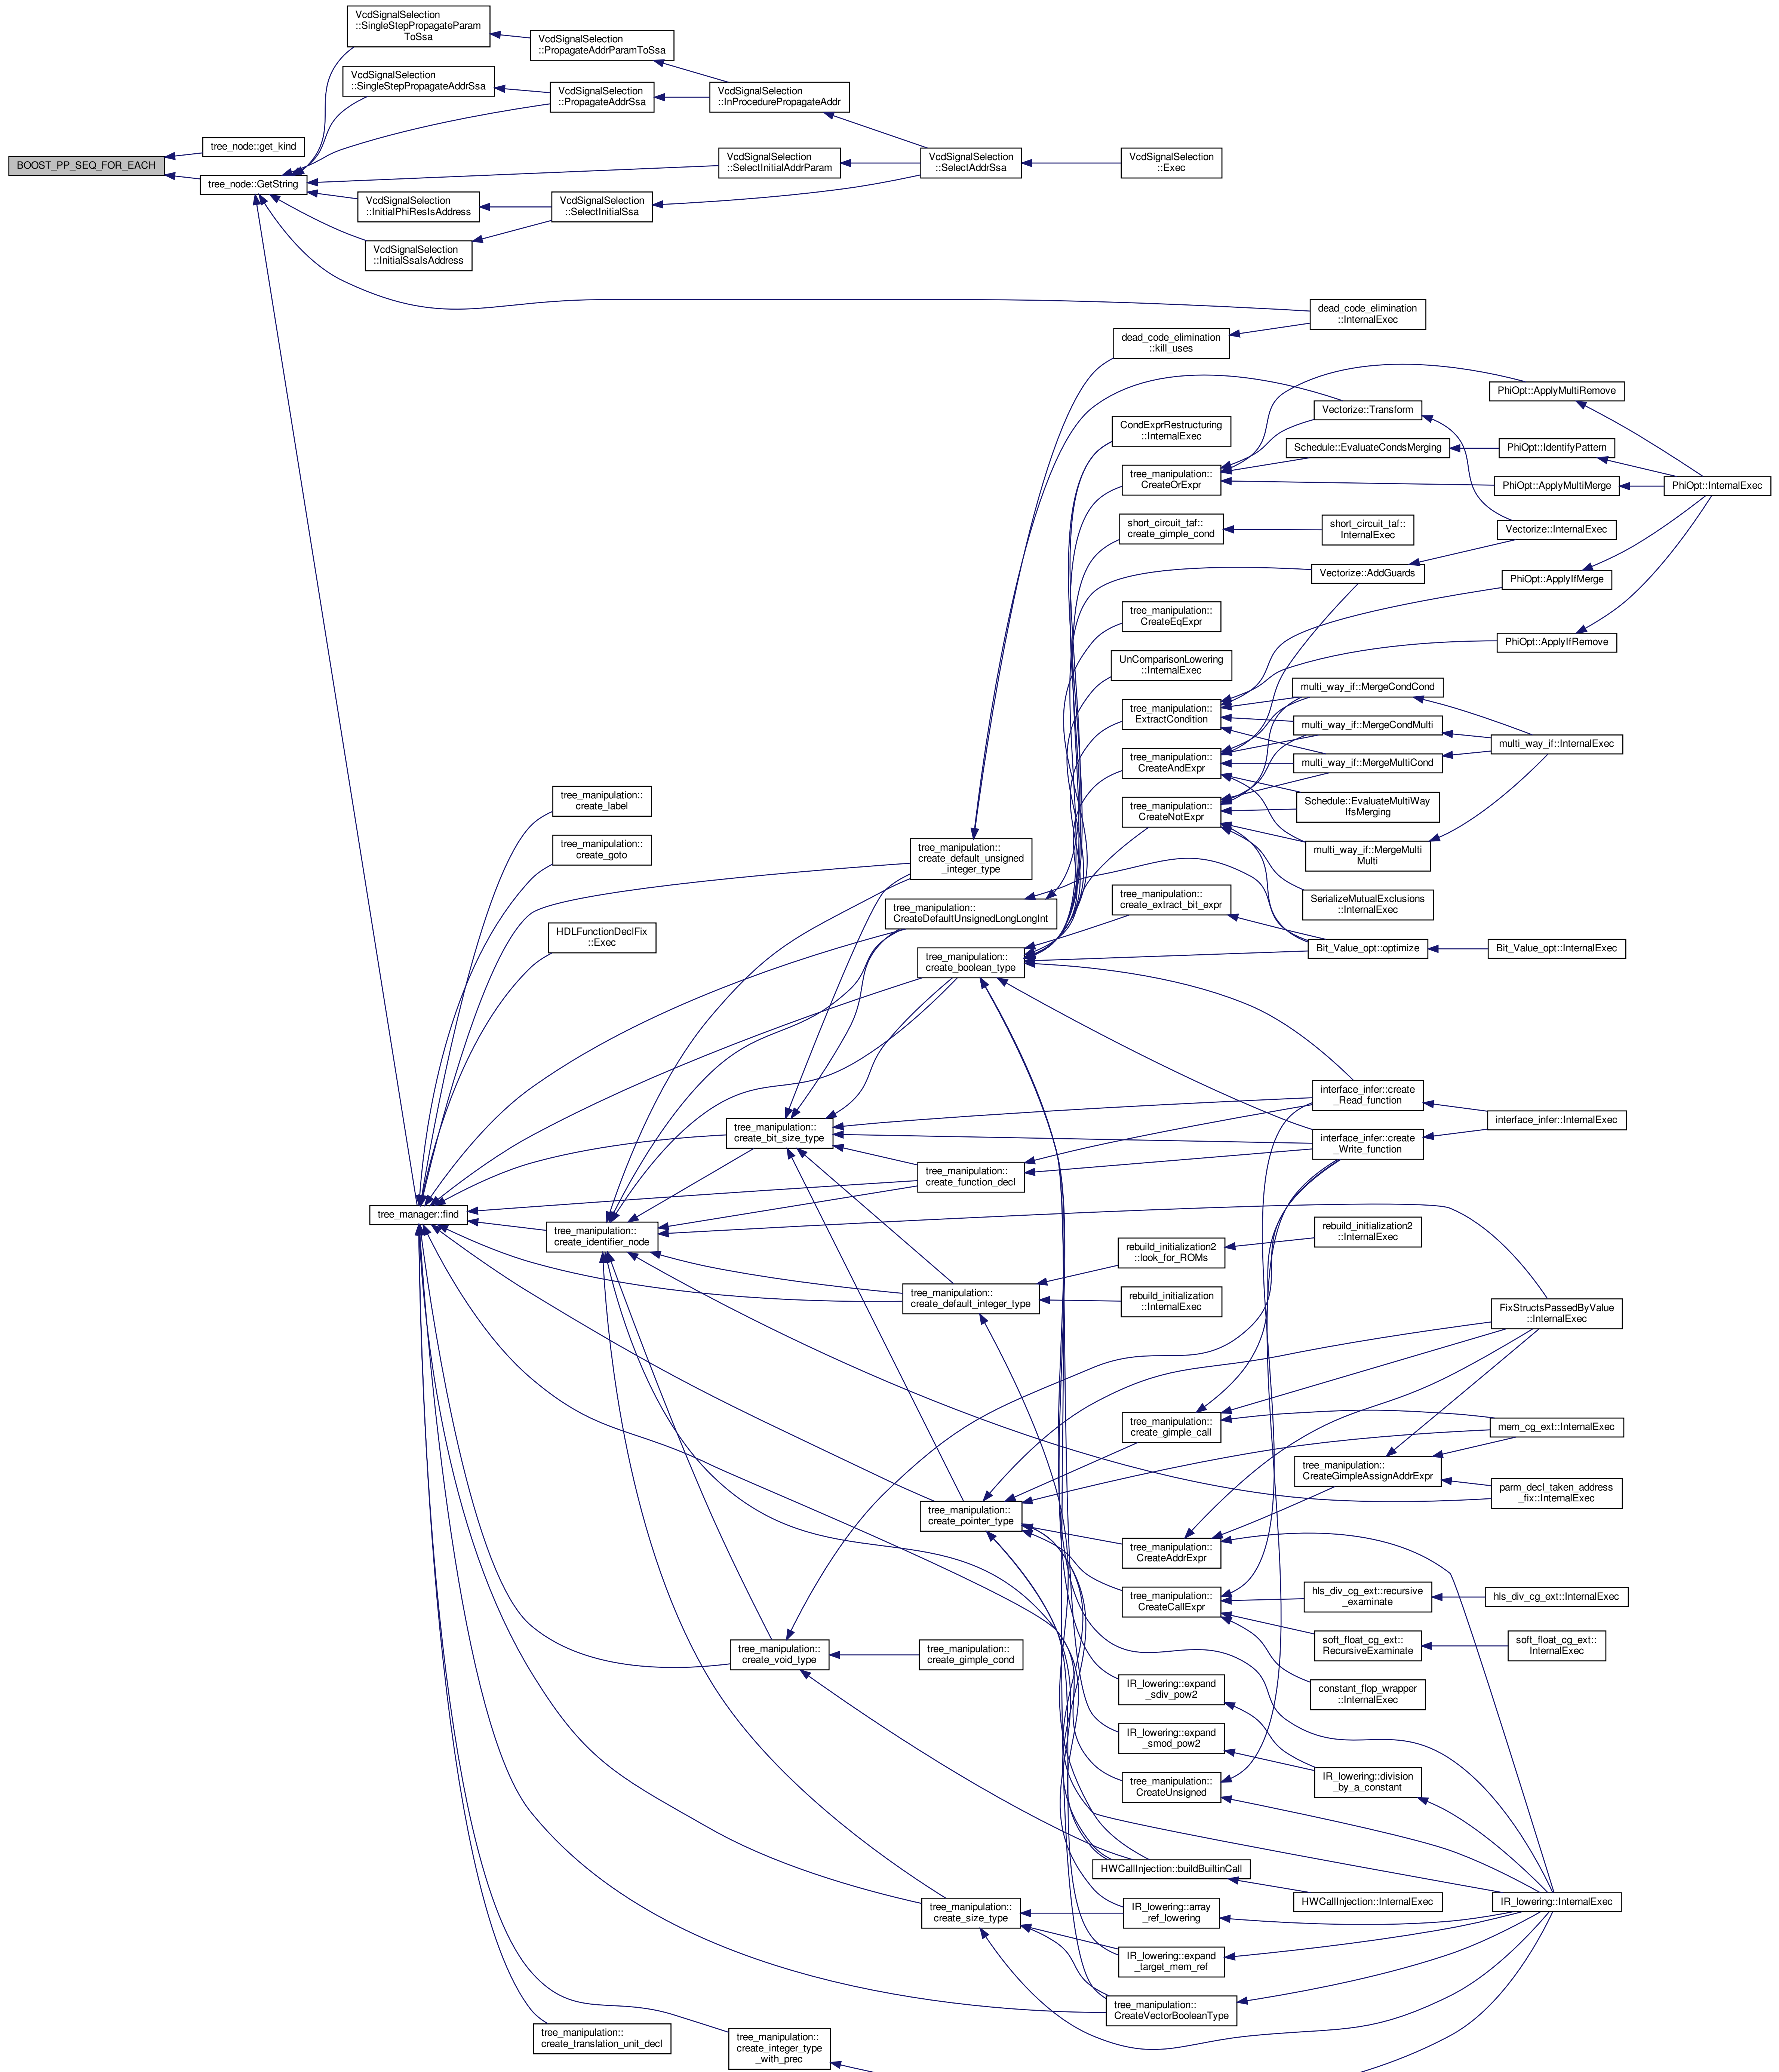 VcdSignalSelection
::SingleStepPropagateParam
ToSsa
VcdSignalSelection
::PropagateAddrParamToSsa
VcdSignalSelection
::SingleStepPropagateAddrSsa
VcdSignalSelection
::PropagateAddrSsa
VcdSignalSelection
::InProcedurePropagateAddr
tree_node::get_kind
BOOST_PP_SEQ_FOR_EACH
tree_node::GetString
VcdSignalSelection
::SelectInitialAddrParam
VcdSignalSelection
::SelectAddrSsa
VcdSignalSelection
::Exec
VcdSignalSelection
::InitialPhiResIsAddress
VcdSignalSelection
::SelectInitialSsa
VcdSignalSelection
::InitialSsaIsAddress
dead_code_elimination
::InternalExec
dead_code_elimination
::kill_uses
PhiOpt::ApplyMultiRemove
Vectorize::Transform
CondExprRestructuring
::InternalExec
Schedule::EvaluateCondsMerging
PhiOpt::IdentifyPattern
tree_manipulation::
CreateOrExpr
PhiOpt::ApplyMultiMerge
PhiOpt::InternalExec
short_circuit_taf::
create_gimple_cond
short_circuit_taf::
InternalExec
Vectorize::InternalExec
Vectorize::AddGuards
PhiOpt::ApplyIfMerge
tree_manipulation::
CreateEqExpr
PhiOpt::ApplyIfRemove
UnComparisonLowering
::InternalExec
multi_way_if::MergeCondCond
tree_manipulation::
ExtractCondition
multi_way_if::MergeCondMulti
multi_way_if::InternalExec
tree_manipulation::
CreateAndExpr
multi_way_if::MergeMultiCond
tree_manipulation::
create_label
tree_manipulation::
CreateNotExpr
Schedule::EvaluateMultiWay
IfsMerging
tree_manipulation::
create_goto
tree_manipulation::
create_default_unsigned
_integer_type
multi_way_if::MergeMulti
Multi
tree_manipulation::
CreateDefaultUnsignedLongLongInt
tree_manipulation::
create_extract_bit_expr
SerializeMutualExclusions
::InternalExec
HDLFunctionDeclFix
::Exec
tree_manipulation::
create_boolean_type
Bit_Value_opt::optimize
Bit_Value_opt::InternalExec
interface_infer::create
_Read_function
interface_infer::InternalExec
tree_manipulation::
create_bit_size_type
interface_infer::create
_Write_function
tree_manipulation::
create_function_decl
tree_manager::find
tree_manipulation::
create_identifier_node
rebuild_initialization2
::look_for_ROMs
rebuild_initialization2
::InternalExec
tree_manipulation::
create_default_integer_type
rebuild_initialization
::InternalExec
FixStructsPassedByValue
::InternalExec
tree_manipulation::
create_gimple_call
mem_cg_ext::InternalExec
tree_manipulation::
CreateGimpleAssignAddrExpr
parm_decl_taken_address
_fix::InternalExec
tree_manipulation::
create_pointer_type
tree_manipulation::
CreateAddrExpr
tree_manipulation::
CreateCallExpr
hls_div_cg_ext::recursive
_examinate
hls_div_cg_ext::InternalExec
tree_manipulation::
create_void_type
tree_manipulation::
create_gimple_cond
soft_float_cg_ext::
RecursiveExaminate
soft_float_cg_ext::
InternalExec
constant_flop_wrapper
::InternalExec
IR_lowering::expand
_sdiv_pow2
IR_lowering::expand
_smod_pow2
tree_manipulation::
CreateUnsigned
IR_lowering::division
_by_a_constant
HWCallInjection::buildBuiltinCall
HWCallInjection::InternalExec
IR_lowering::InternalExec
tree_manipulation::
create_size_type
IR_lowering::array
_ref_lowering
IR_lowering::expand
_target_mem_ref
tree_manipulation::
CreateVectorBooleanType
tree_manipulation::
create_translation_unit_decl
tree_manipulation::
create_integer_type
_with_prec